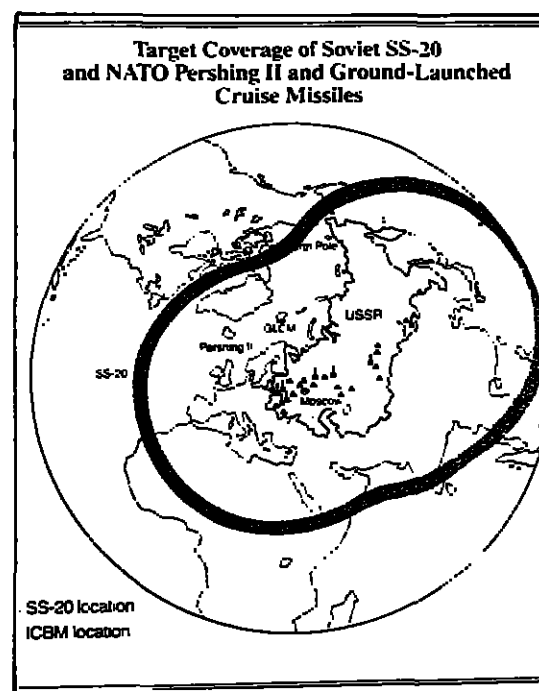 Target Coverage of Soviet SS-20
and NATO Pershing II and Ground-Launched
Cruise Missiles
Pole
USSR
GLCM
Pershing II
SS-20
Moscow
SS-20 location
ICBM location